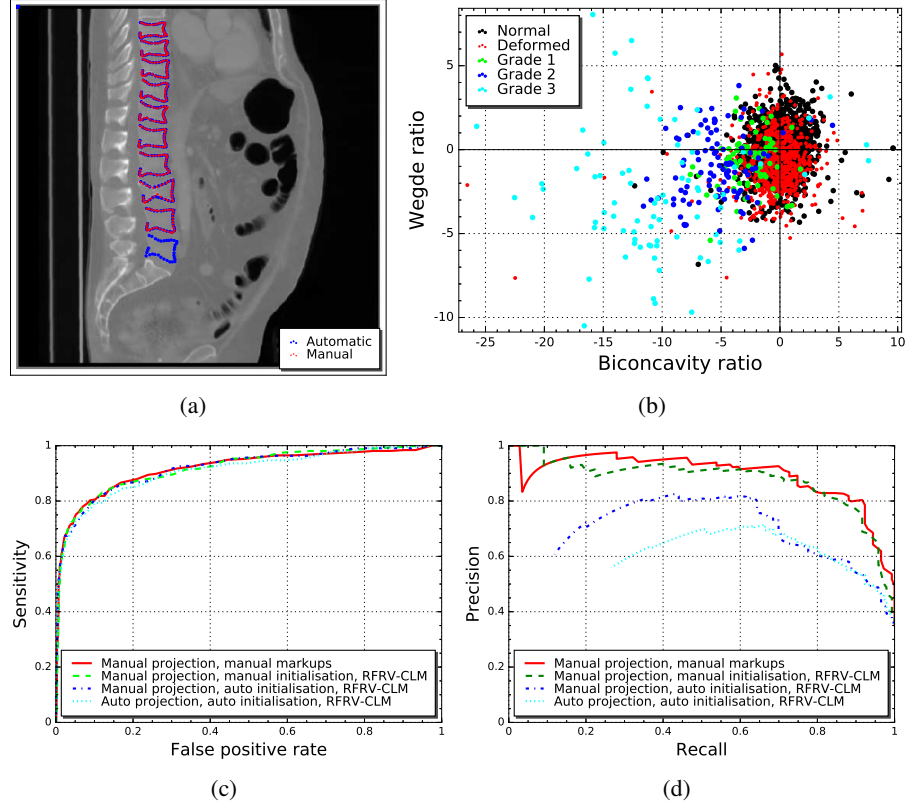 Automatic
Manual
(a)
Normal
Deformed
Grade 1
Grade 2
Grade 3
Wegde ratio
5
0
-5
-10
-25
-20
-15
-10
-5
0
5
10
Biconcavity ratio
(b)
Sensitivity
1
0.8
0.6
0.4
0.2
0
Manual projection, manual markups
Manual projection, manual initialisation, RFRV-CLM
Manual projection, auto initialisation, RFRV-CLM
Auto projection, auto initialisation, RFRV-CLM
0
0.2
0.4
0.6
0.8
1
False positive rate
(c)
Precision
1
0.8
0.6
0.4
0.2
0
Manual projection, manual markups
Manual projection, manual initialisation, RFRV-CLM
Manual projection, auto initialisation, RFRV-CLM
Auto projection, auto initialisation, RFRV-CLM
0
0.2
0.4
0.6
0.8
1
Recall
(d)